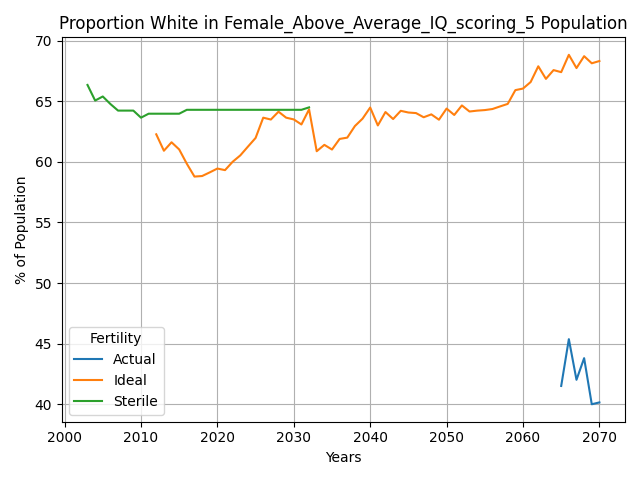 Proportion White in Female_Above_Average_IQ_scoring_5 Population
% of Population
70
65
60
55
50
45
40
Fertility
Actual
Ideal
Sterile
2000 2010 2020 2030 2040 2050 2060 2070
Years